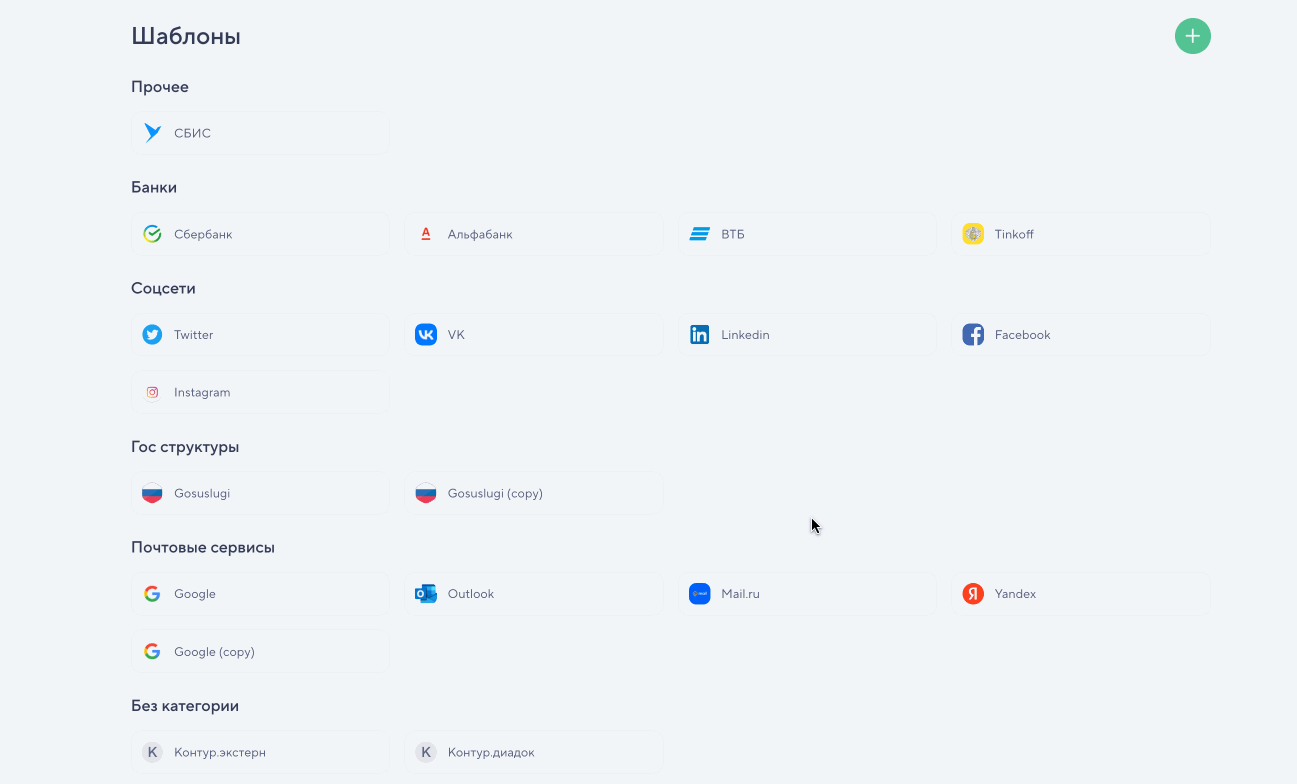 Шаблоны
Прочее
СБИС
Банки
Сбербанк
Альфабанк
ВТБ
Tinkoff
Соцсети
Twitter
VK
Linkedin
Facebook
Instagram
Гос структуры
Gosuslugi
Gosuslugi (copy)
Почтовые сервисы
Google
Outlook
Mail.ru
Yandex
Google (copy)
Без категории
K Контур.экстерн
K Контур.диадок